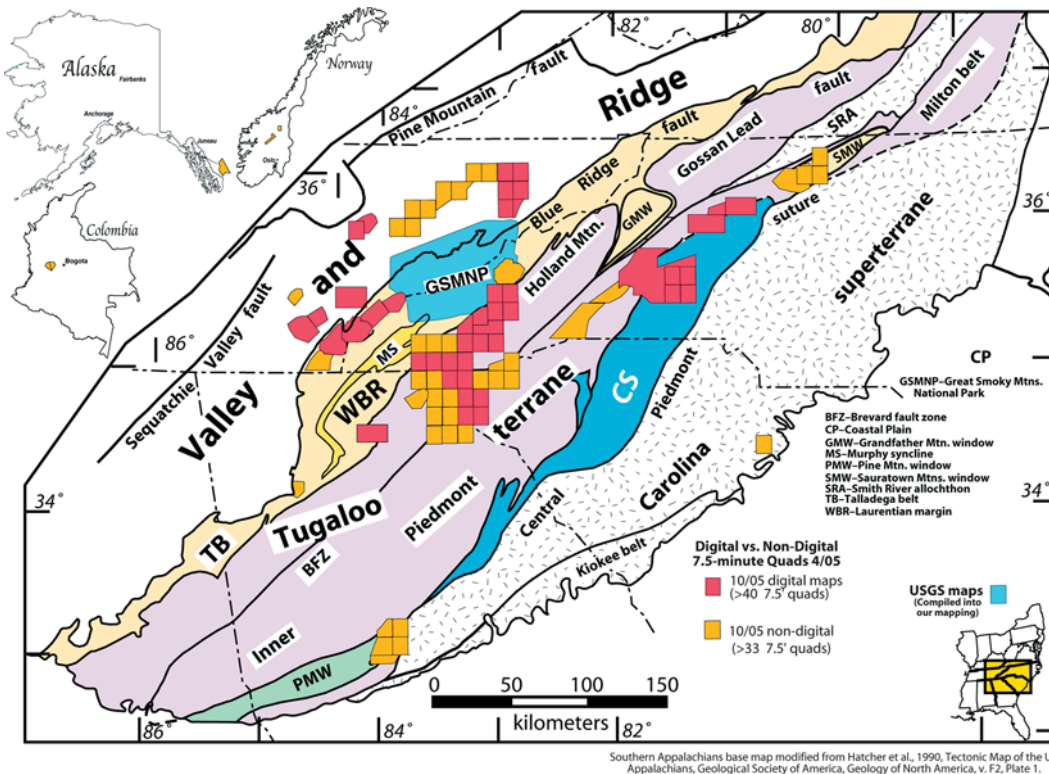 Alaska
Fairbanks
Anchorage
Juneau
Norway
Oslo
Colombia
Bogota
82°
80°
84°
36°
86°
34°
36°
34°
86°
84°
82°
Pine Mountain fault
Ridge
and
Valley
Sequatchie Valley fault
Blue Ridge fault
Gossan Lead fault
SRA
Milton belt
SMW
GMW
Holland Mtn.
GSMNP
MS
WBR
suture
superterrane
CS
Piedmont
terrane
Carolina
Central
Tugaloo
Piedmont
TB
BFZ
Inner
PMW
Kiokee belt
CP
GSMNP–Great Smoky Mtns.
National Park
BFZ–Brevard fault zone
CP–Coastal Plain
GMW–Grandfather Mtn. window
MS–Murphy syncline
PMW–Pine Mtn. window
SMW–Sauratown Mtns. window
SRA–Smith River allochthon
TB–Talladega belt
WBR–Laurentian margin
Digital vs. Non-Digital
7.5-minute Quads 4/05
10/05 digital maps
(>40 7.5' quads)
10/05 non-digital
(>33 7.5' quads)
USGS maps
(Compiled into
our mapping)
0 50 100 150
kilometers
Southern Appalachians base map modified from Hatcher et al., 1990, Tectonic Map of the U
Appalachians, Geological Society of America, Geology of North America, v. F2, Plate 1.